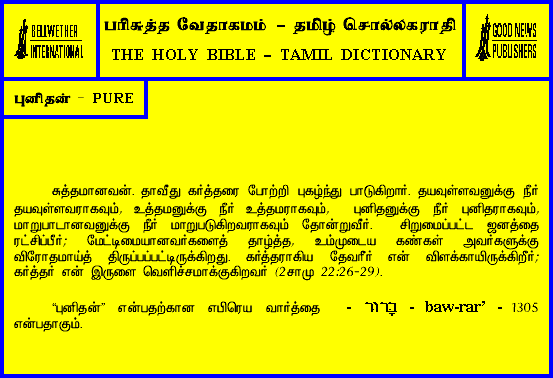 BELLWETHER
INTERNATIONAL
பரிசுத்த வேதாகமம் – தமிழ் சொல்லகராதி
THE HOLY BIBLE – TAMIL DICTIONARY
GOOD NEWS
PUBLISHERS
புனிதன் – PURE
சுத்தமானவன். தாவீது கர்த்தரை போற்றி புகழ்ந்து பாடுகிறார். தயவுள்ளவனுக்கு நீர்
தயவுள்ளவராகவும், உத்தமனுக்கு நீர் உத்தமராகவும், புனிதனுக்கு நீர் புனிதராகவும்,
மாறுபாடானவனுக்கு நீர் மாறுபடுகிறவராகவும் தோன்றுவீர். சிறுமைப்பட்ட ஜனத்தை
ரட்சிப்பீர்; மேட்டிமையானவர்களைத் தாழ்த்த, உம்முடைய கண்கள் அவர்களுக்கு
விரோதமாய்த் திருப்பப்பட்டிருக்கிறது. கர்த்தராகிய தேவரீர் என் விளக்காயிருக்கிறீர்;
கர்த்தர் என் இருளை வெளிச்சமாக்குகிறவர் (2சாமு 22:26-29).
“புனிதன்” என்பதற்கான எபிரெய வார்த்தை - בָּרַר - baw-rar’ - 1305
என்பதாகும்.